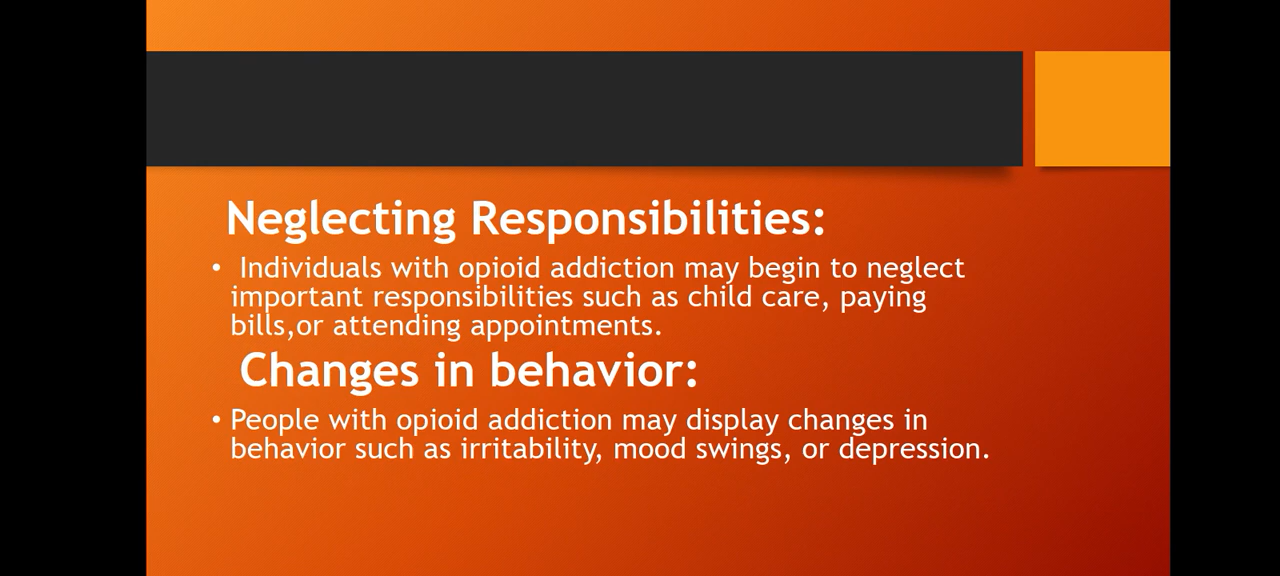 Neglecting Responsibilities:
• Individuals with opioid addiction may begin to neglect
important responsibilities such as child care, paying
bills,or attending appointments.
Changes in behavior:
• People with opioid addiction may display changes in
behavior such as irritability, mood swings, or depression.